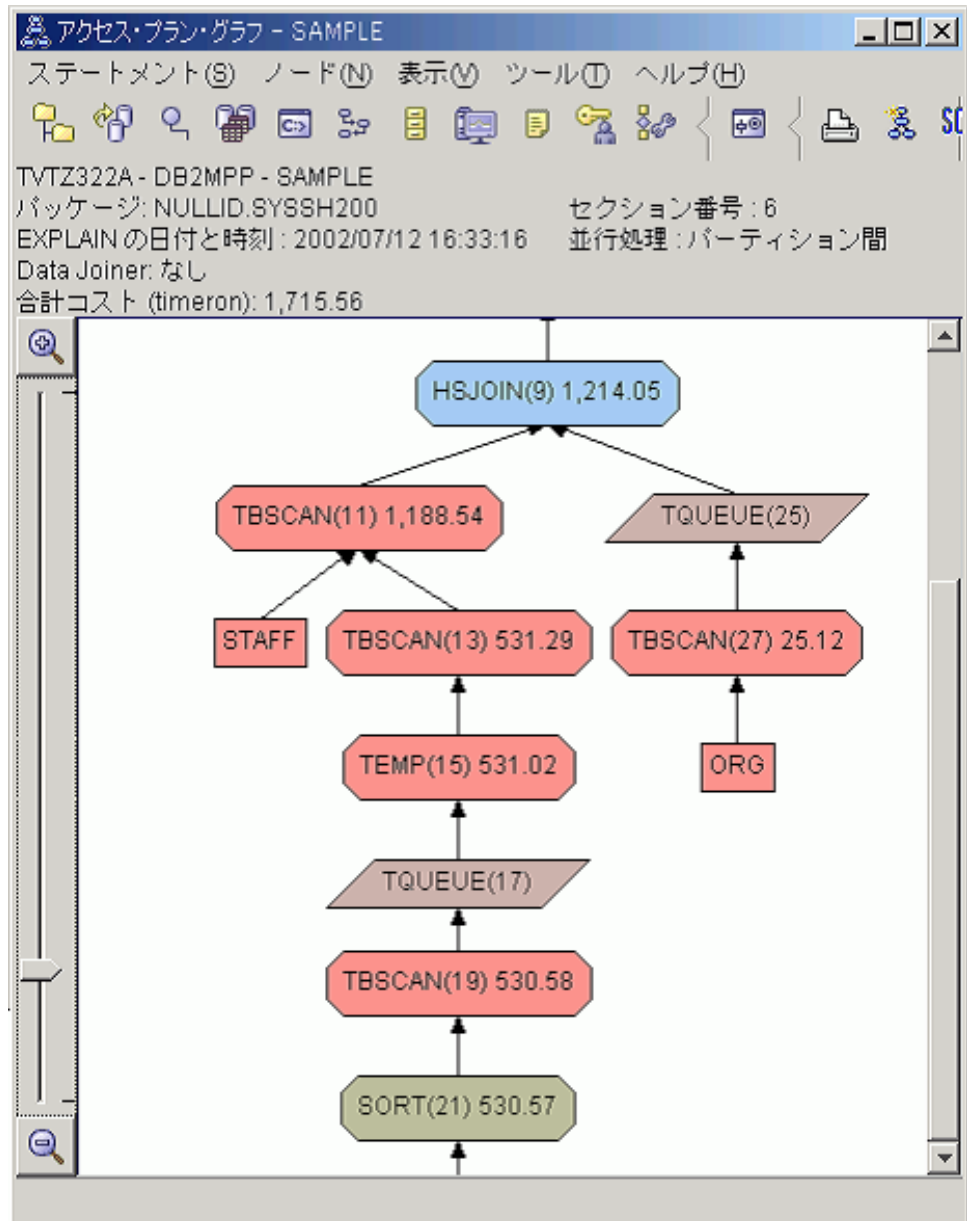 アクセス・プラン・グラフ - SAMPLE
ステートメント(S) ノード(N) 表示(V) ツール(T) ヘルプ(H)
TVTZ322A - DB2MPP - SAMPLE
パッケージ: NULLID.SYSSH200 セクション番号 : 6
EXPLAIN の日付と時刻 : 2002/07/12 16:33:16 並行処理 : パーティション間
Data Joiner: なし
合計コスト (timeron): 1,715.56
HSJOIN(9) 1,214.05
TBSCAN(11) 1,188.54
TQUEUE(25)
STAFF
TBSCAN(13) 531.29
TBSCAN(27) 25.12
TEMP(15) 531.02
ORG
TQUEUE(17)
TBSCAN(19) 530.58
SORT(21) 530.57